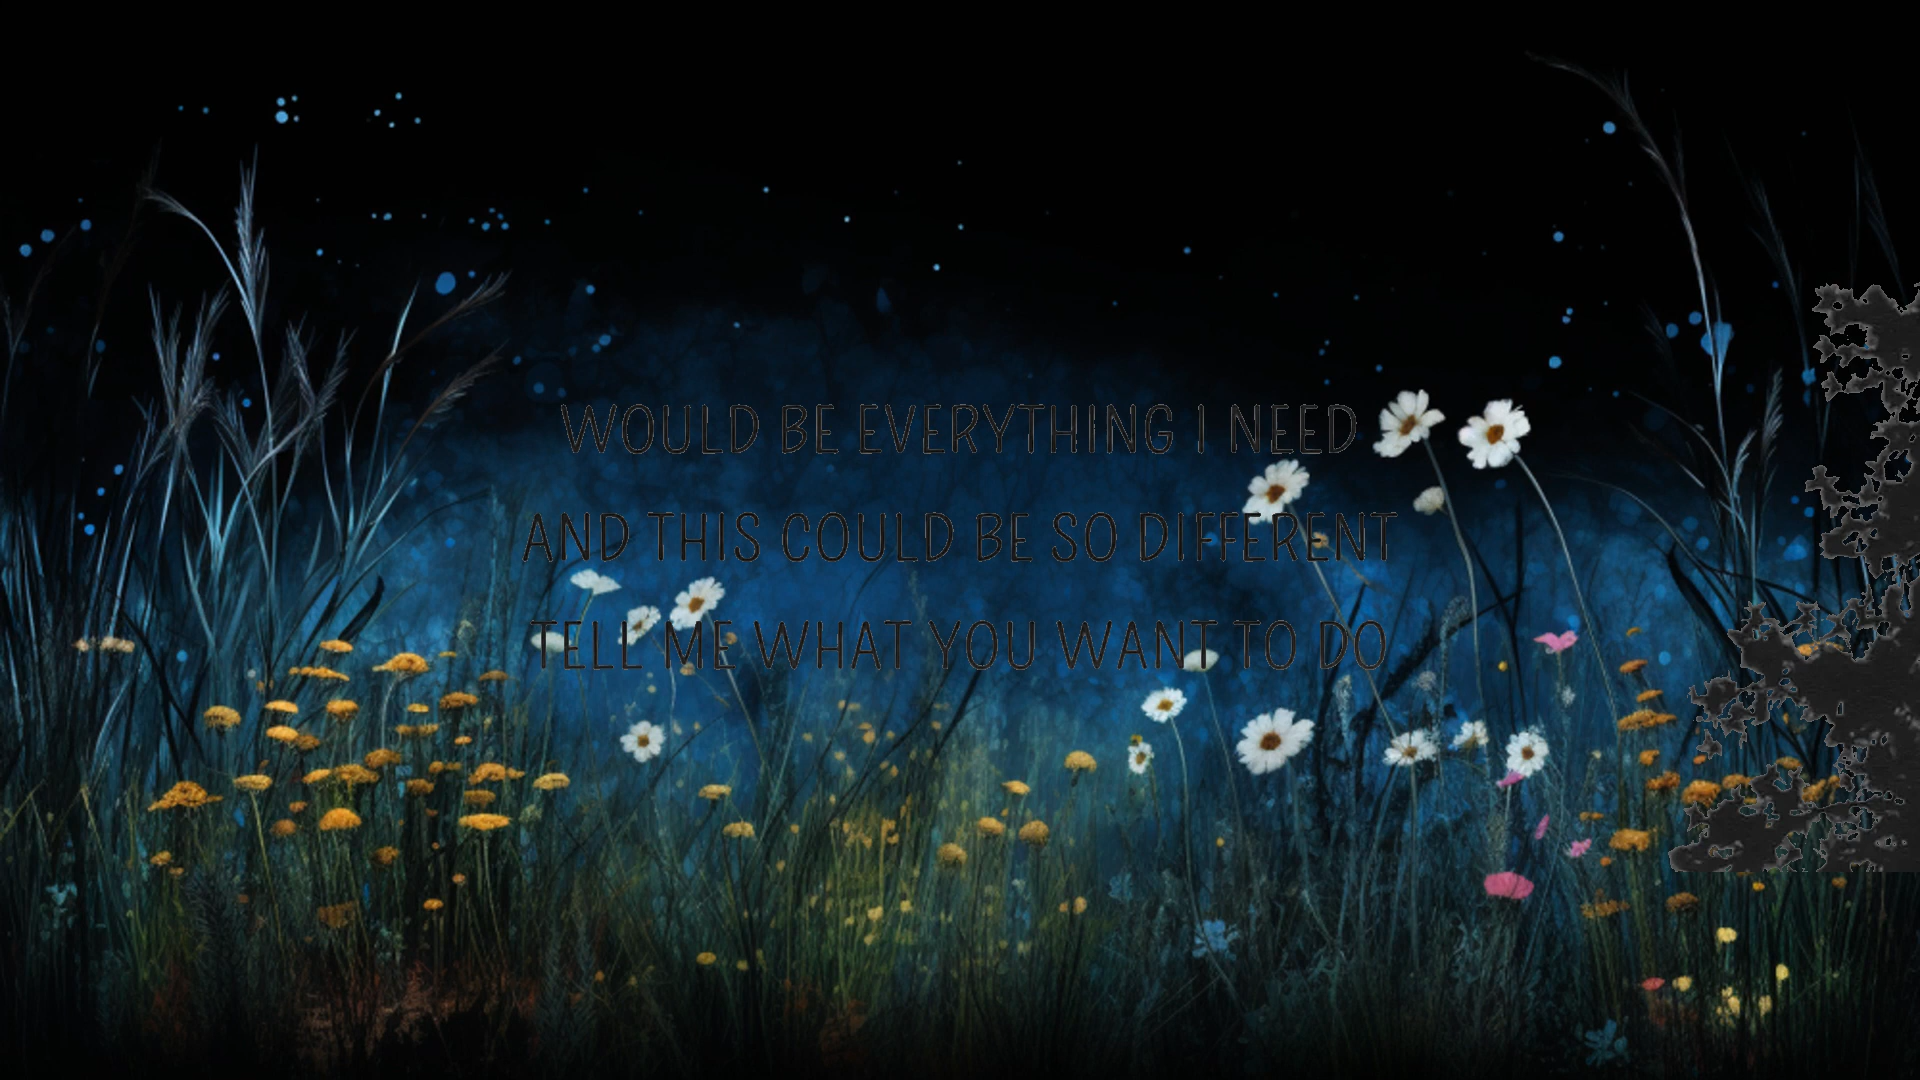 WOULD BE EVERYTHING I NEED
AND THIS COULD BE SO DIFFERENT
TELL ME WHAT YOU WANT TO DO